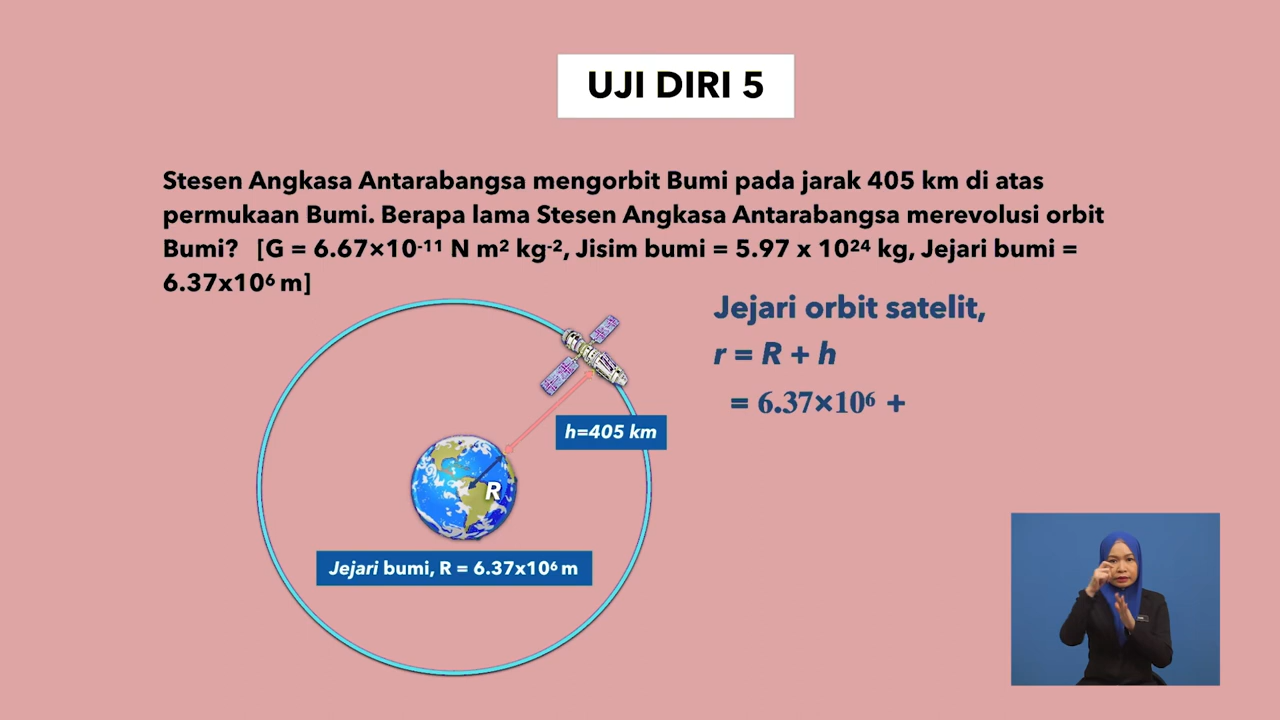 UJI DIRI 5
Stesen Angkasa Antarabangsa mengorbit Bumi pada jarak 405 km di atas
permukaan Bumi. Berapa lama Stesen Angkasa Antarabangsa merevolusi orbit
Bumi? [G = 6.67×10⁻¹¹ N m² kg⁻², Jisim bumi = 5.97 x 10²⁴ kg, Jejari bumi =
6.37x10⁶ m]
Jejari orbit satelit,
r = R + h
= 6.37×10⁶ +
h=405 km
R
Jejari bumi, R = 6.37x10⁶ m